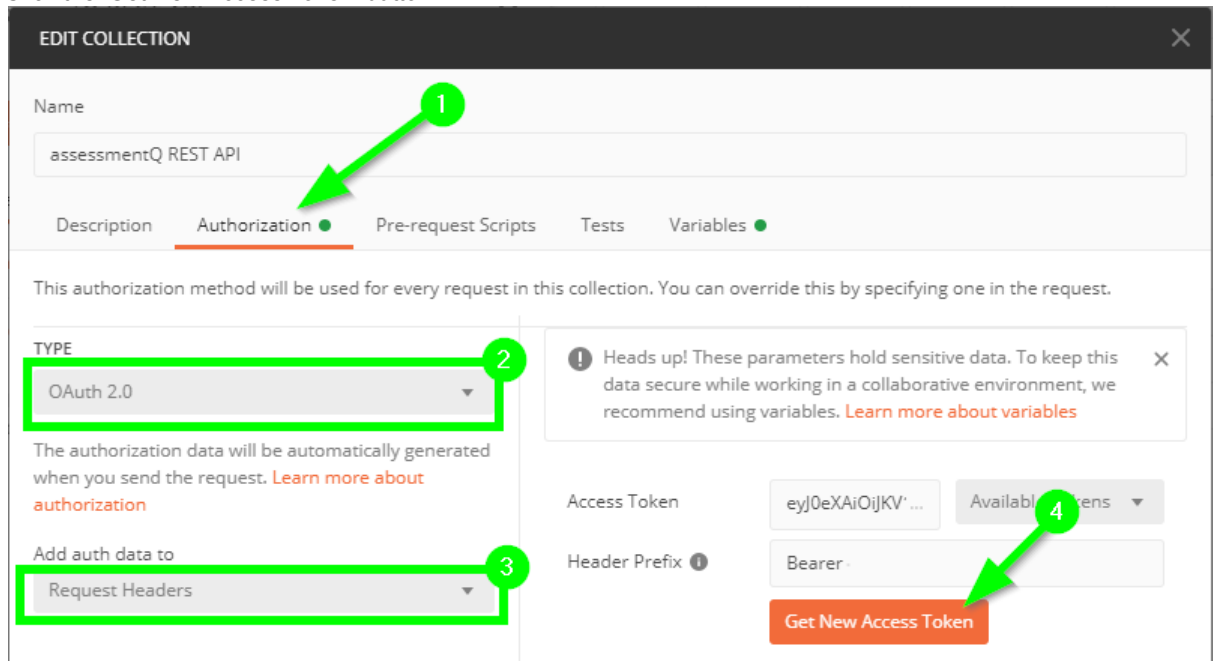 EDIT COLLECTION
Name
1
assessmentQ REST API
Description Authorization Pre-request Scripts Tests Variables
This authorization method will be used for every request in this collection. You can override this by specifying one in the request.
TYPE
2
OAuth 2.0
The authorization data will be automatically generated
when you send the request. Learn more about
authorization
Add auth data to
3
Request Headers
Heads up! These parameters hold sensitive data. To keep this
data secure while working in a collaborative environment, we
recommend using variables. Learn more about variables
Access Token
eyJ0eXAiOiJKV...
4
Header Prefix
Bearer
Get New Access Token